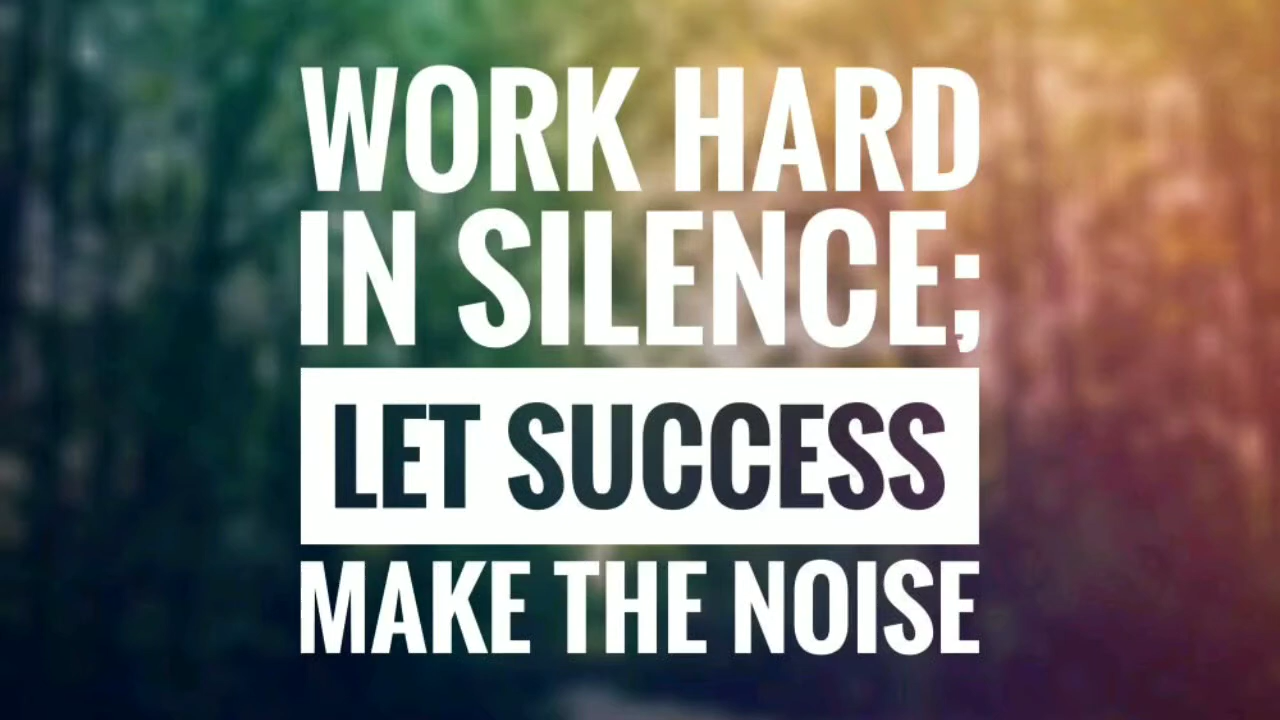 WORK HARD
IN SILENCE;
LET SUCCESS
MAKE THE NOISE